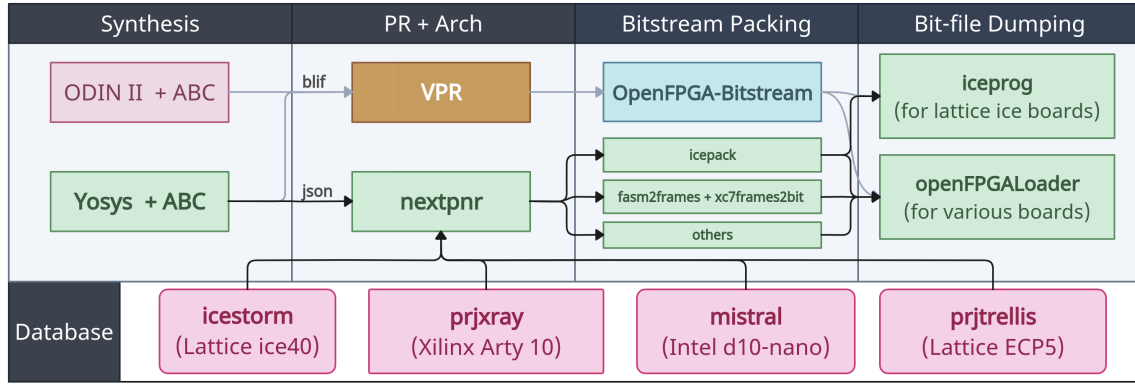 Synthesis
PR + Arch
Bitstream Packing
Bit-file Dumping
ODIN II + ABC
blif
VPR
OpenFPGA-Bitstream
iceprog
(for lattice ice boards)
icepack
Yosys + ABC
json
nextpnr
fasm2frames + xc7frames2bit
openFPGALoader
(for various boards)
others
Database
icestorm
(Lattice ice40)
prjxray
(Xilinx Arty 10)
mistral
(Intel d10-nano)
prjtrellis
(Lattice ECP5)